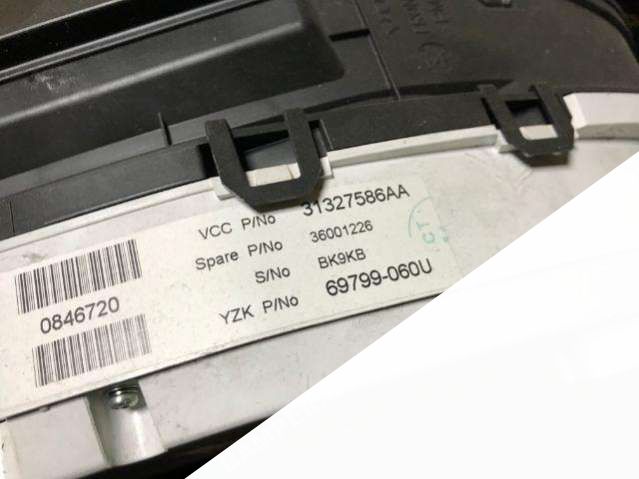 VCC P/No 31327586AA
Spare P/No 36001226
S/No BK9KB
YZK P/No 69799-060U
0846720